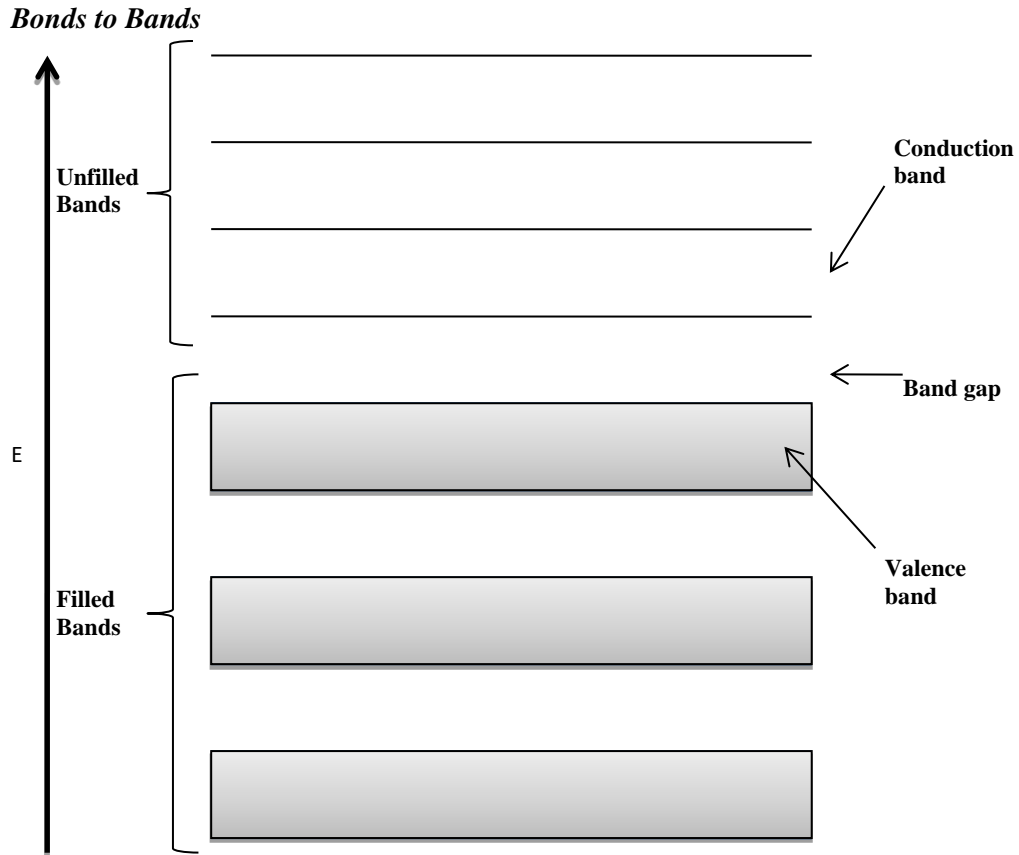 Bonds to Bands
Unfilled
Bands
Conduction
band
Band gap
E
Valence
band
Filled
Bands